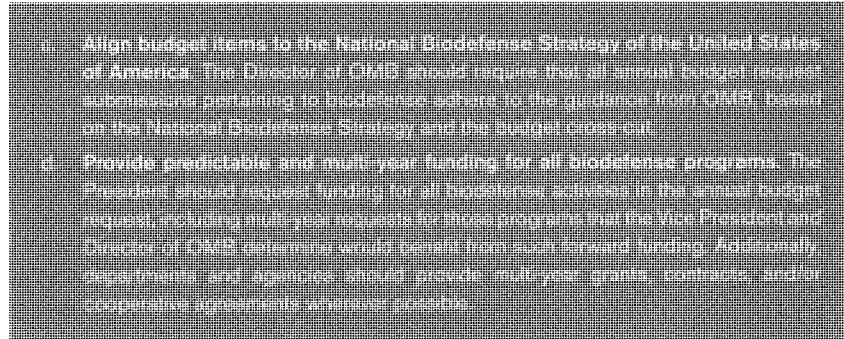 c. Align budget items to the National Biodefense Strategy of the United States
of America. The Director of OMB should require that all annual budget request
submissions pertaining to biodefense adhere to the guidance from OMB, based
on the National Biodefense Strategy and the budget cross-cut.
d. Provide predictable and multi-year funding for all biodefense programs. The
President should request funding for all biodefense activities in the annual budget
request, including multi-year requests for those programs that the Vice President and
Director of OMB determine would benefit from such forward funding. Additionally,
departments and agencies should provide multi-year grants, contracts, and/or
cooperative agreements whenever possible.